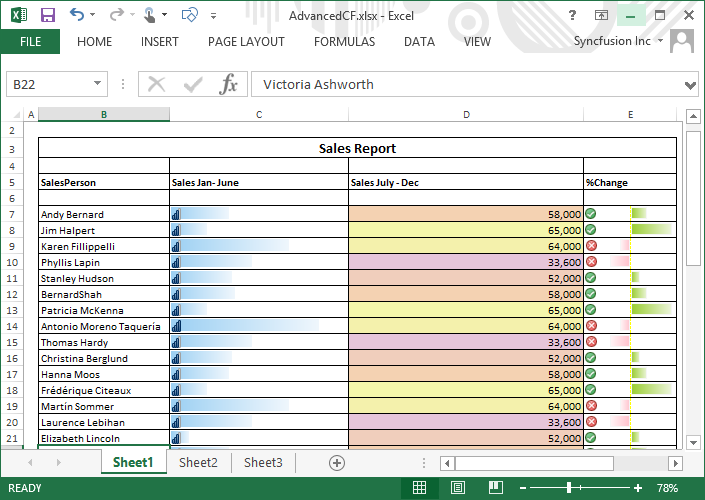 AdvancedCF.xlsx - Excel
FILE HOME INSERT PAGE LAYOUT FORMULAS DATA VIEW Syncfusion Inc
B22 fx Victoria Ashworth
A B C D E
2
3 Sales Report
4
5 SalesPerson Sales Jan- June Sales July - Dec %Change
6
7 Andy Bernard 58,000
8 Jim Halpert 65,000
9 Karen Fillippelli 64,000
10 Phyllis Lapin 33,600
11 Stanley Hudson 52,000
12 BernardShah 58,000
13 Patricia McKenna 65,000
14 Antonio Moreno Taquería 64,000
15 Thomas Hardy 33,600
16 Christina Berglund 52,000
17 Hanna Moos 58,000
18 Frédérique Citeaux 65,000
19 Martín Sommer 64,000
20 Laurence Lebihan 33,600
21 Elizabeth Lincoln 52,000
Sheet1 Sheet2 Sheet3
READY 78%